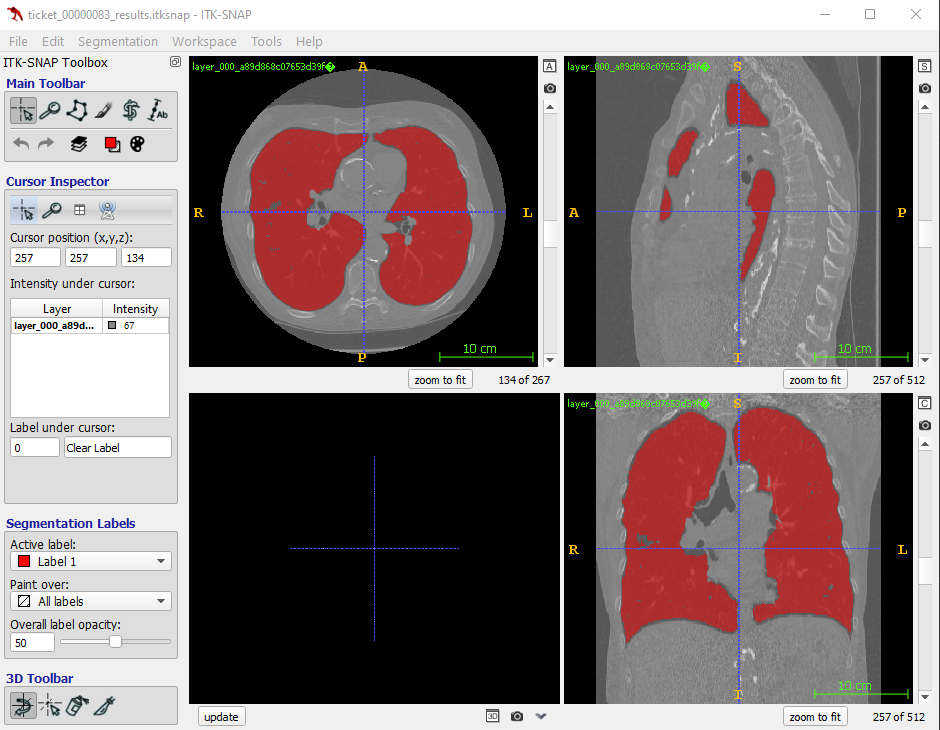 ticket_00000083_results.itksnap - ITK-SNAP
File Edit Segmentation Workspace Tools Help
ITK-SNAP Toolbox
Main Toolbar
Ab
Cursor Inspector
Cursor position (x,y,z):
257 257 134
Intensity under cursor:
Layer Intensity
layer_000_a89d... 67
Label under cursor:
0 Clear Label
Segmentation Labels
Active label:
Label 1
Paint over:
All labels
Overall label opacity:
50
3D Toolbar
layer_000_a89d868c07653d39f�
A
A
R
L
P
10 cm
zoom to fit 134 of 267
layer_000_a89d868c07653d39f�
S
S
A
P
I
10 cm
zoom to fit 257 of 512
update
3D
layer_000_a89d868c07653d39f�
S
C
R
L
I
10 cm
zoom to fit 257 of 512